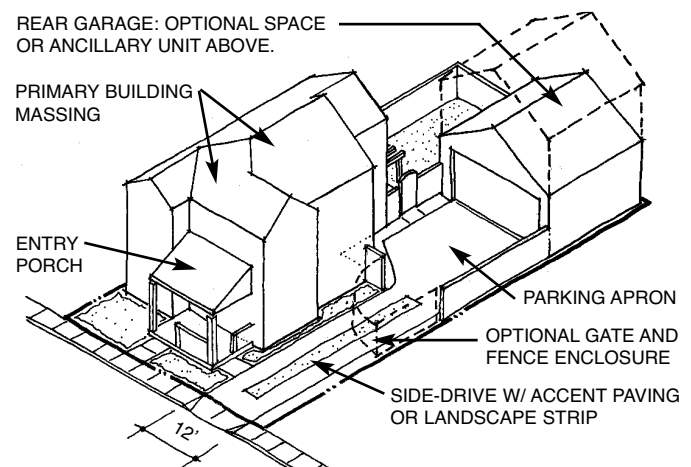 REAR GARAGE: OPTIONAL SPACE
OR ANCILLARY UNIT ABOVE.
PRIMARY BUILDING
MASSING
ENTRY
PORCH
PARKING APRON
OPTIONAL GATE AND
FENCE ENCLOSURE
SIDE-DRIVE W/ ACCENT PAVING
OR LANDSCAPE STRIP
12'